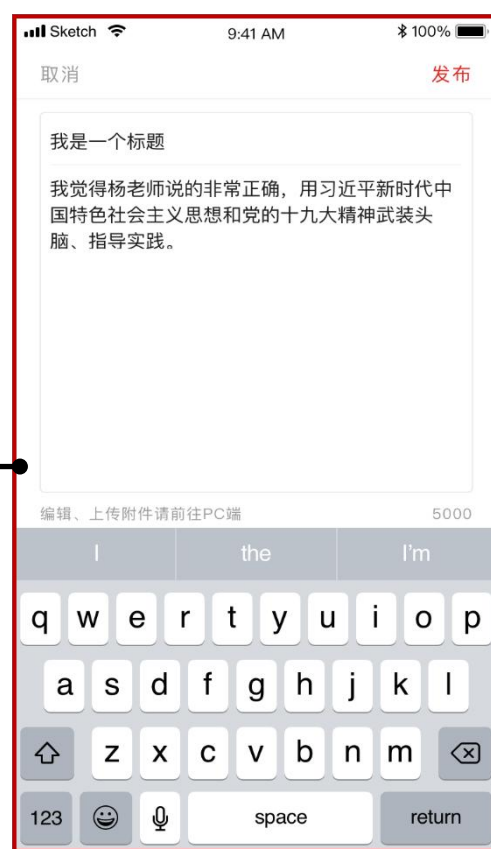 Sketch 9:41 AM 100%
取消 发布
我是一个标题
我觉得杨老师说的非常正确，用习近平新时代中
国特色社会主义思想和党的十九大精神武装头
脑、指导实践。
编辑、上传附件请前往PC端 5000
I the I'm
q w e r t y u i o p
a s d f g h j k l
z x c v b n m
123 space return